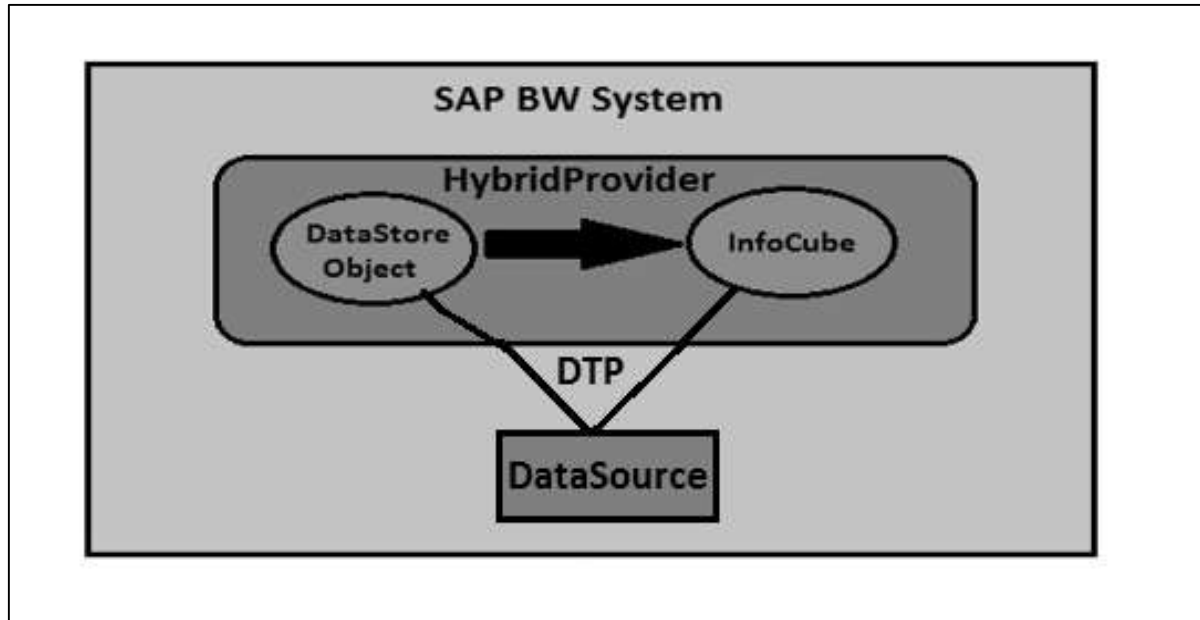 SAP BW System
HybridProvider
DataStore
Object
InfoCube
DTP
DataSource